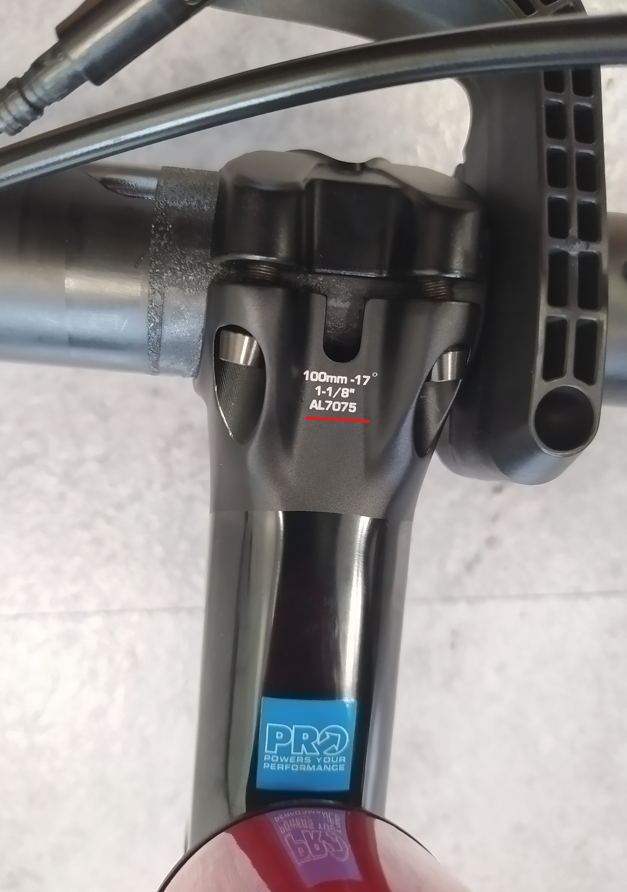 100mm -17°
1-1/8"
AL7075
PRO
POWERS YOUR
PERFORMANCE